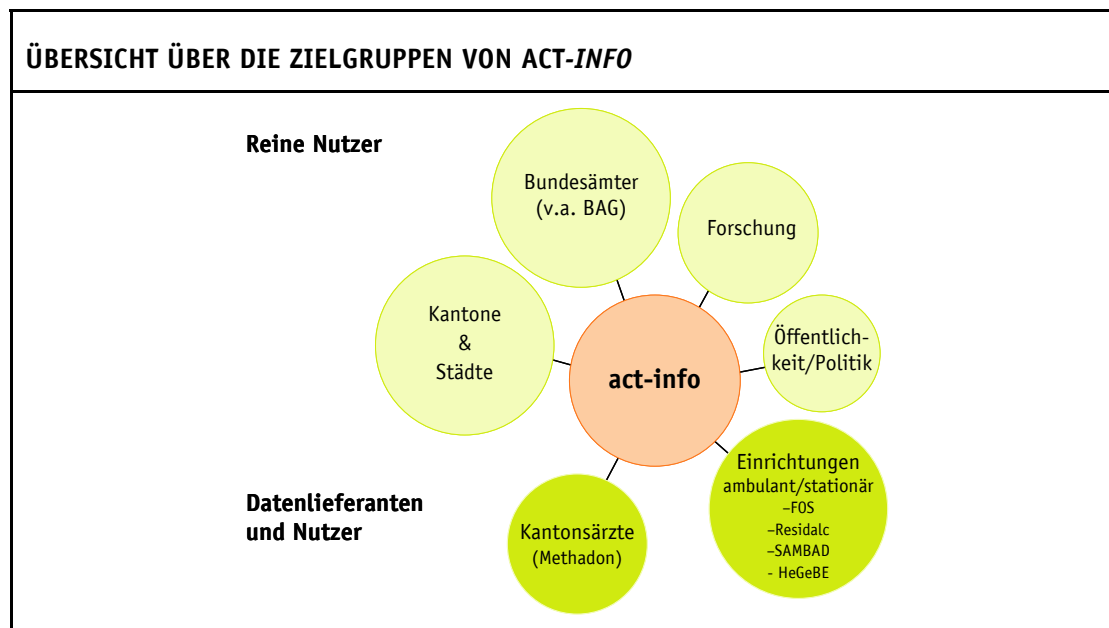 ÜBERSICHT ÜBER DIE ZIELGRUPPEN VON ACT-INFO
Reine Nutzer
Bundesämter
(v.a. BAG)
Forschung
Kantone
&
Städte
Öffentlich-
keit/Politik
act-info
Datenlieferanten
und Nutzer
Kantonsärzte
(Methadon)
Einrichtungen
ambulant/stationär
–FOS
–Residalc
–SAMBAD
- HeGeBE